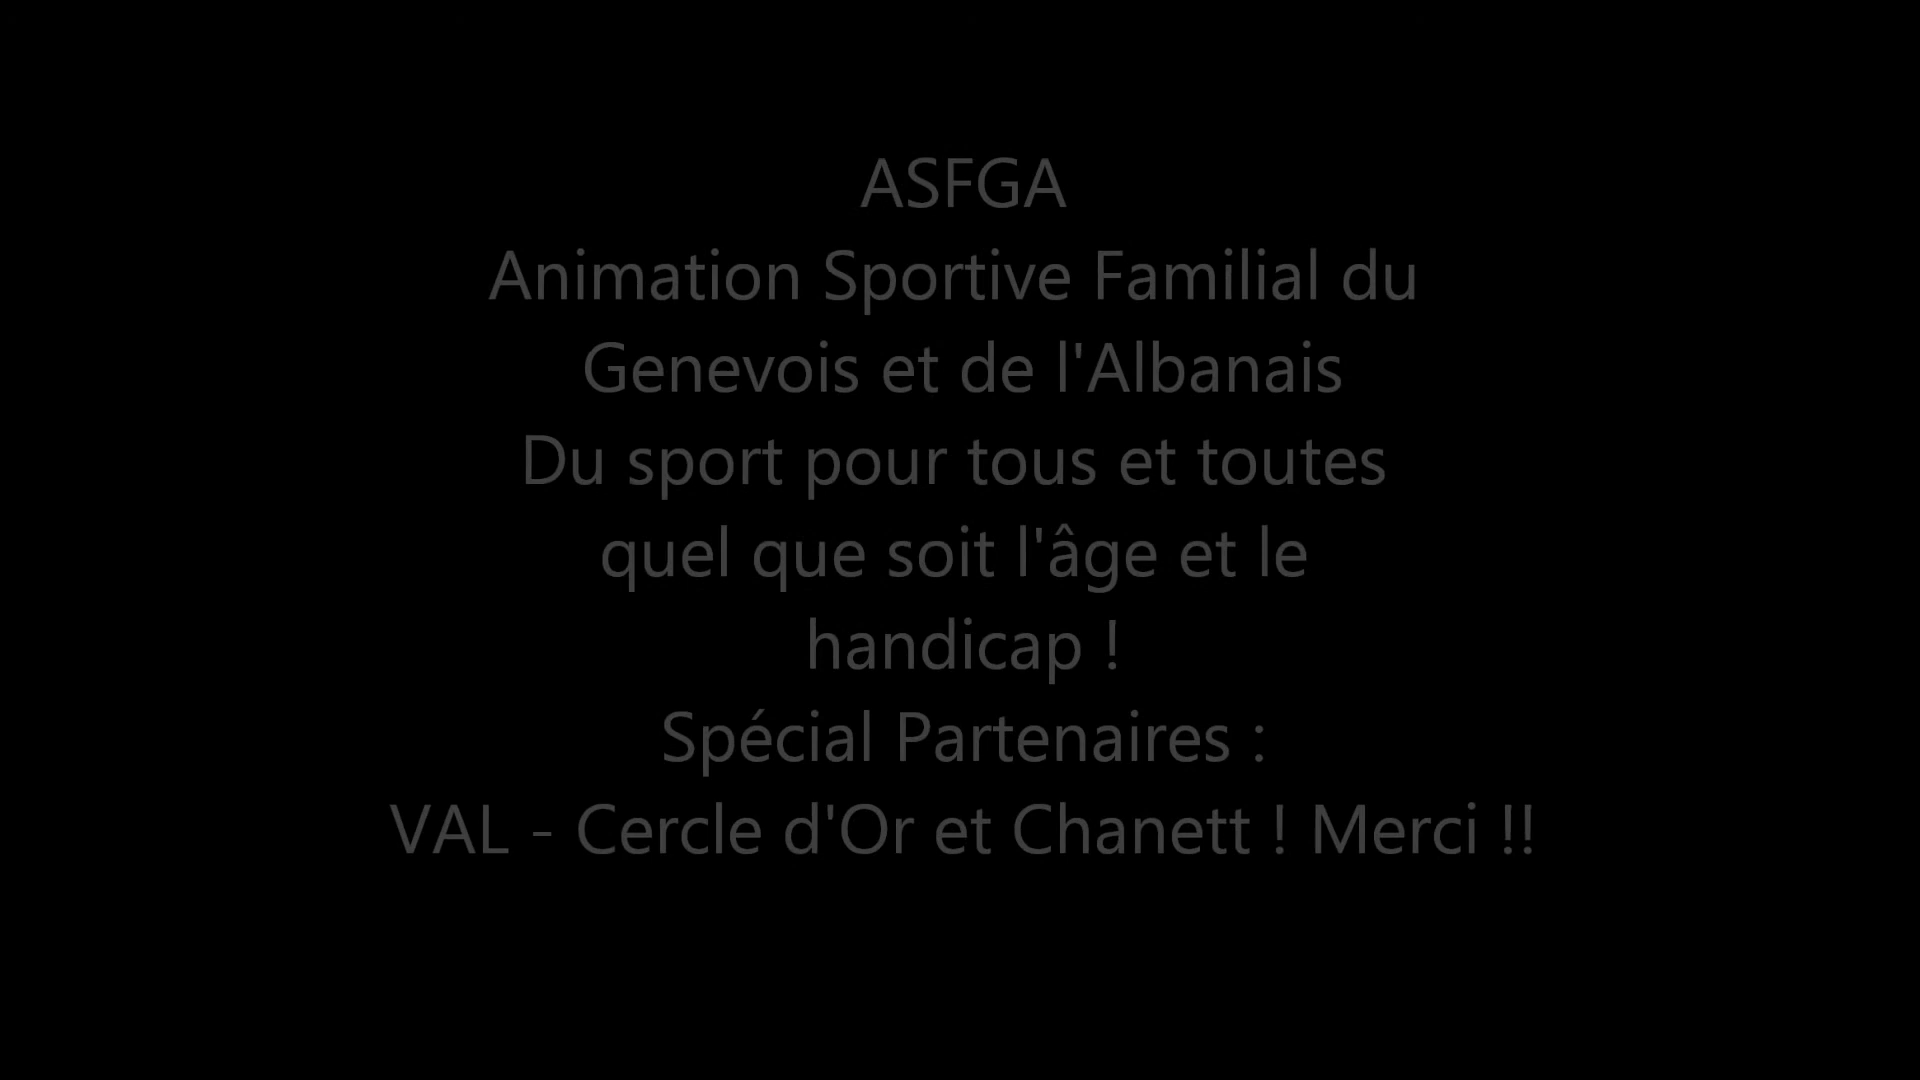 ASFGA
Animation Sportive Familial du
Genevois et de l'Albanais
Du sport pour tous et toutes
quel que soit l'âge et le
handicap !
Spécial Partenaires :
VAL - Cercle d'Or et Chanett ! Merci !!